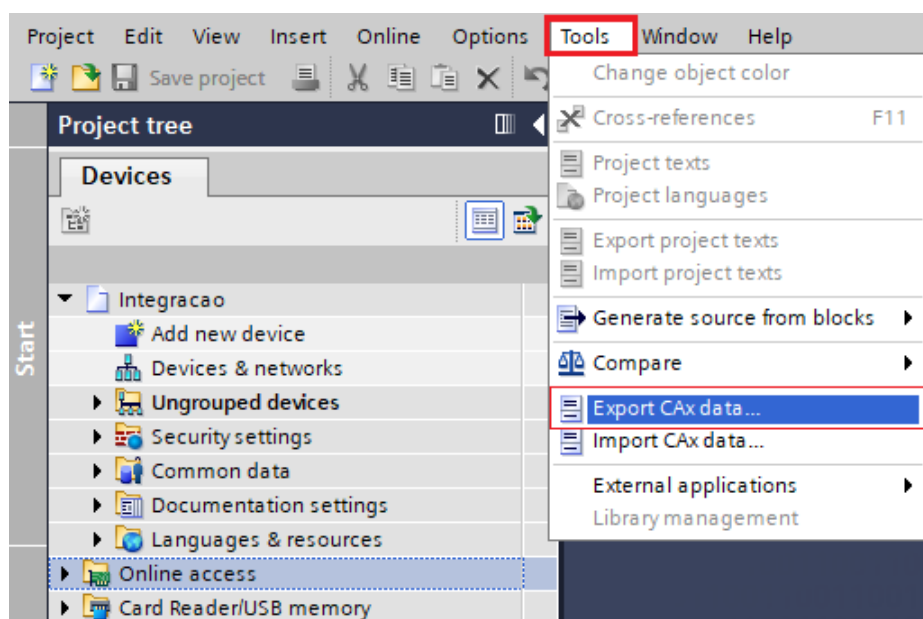 Project Edit View Insert Online Options Tools Window Help
Save project
Change object color
Project tree
Cross-references F11
Devices
Project texts
Project languages
Export project texts
Import project texts
Integracao
Generate source from blocks
Add new device
Devices & networks
Compare
Ungrouped devices
Export CAx data...
Security settings
Import CAx data...
Common data
External applications
Documentation settings
Library management
Languages & resources
Online access
Card Reader/USB memory
Start